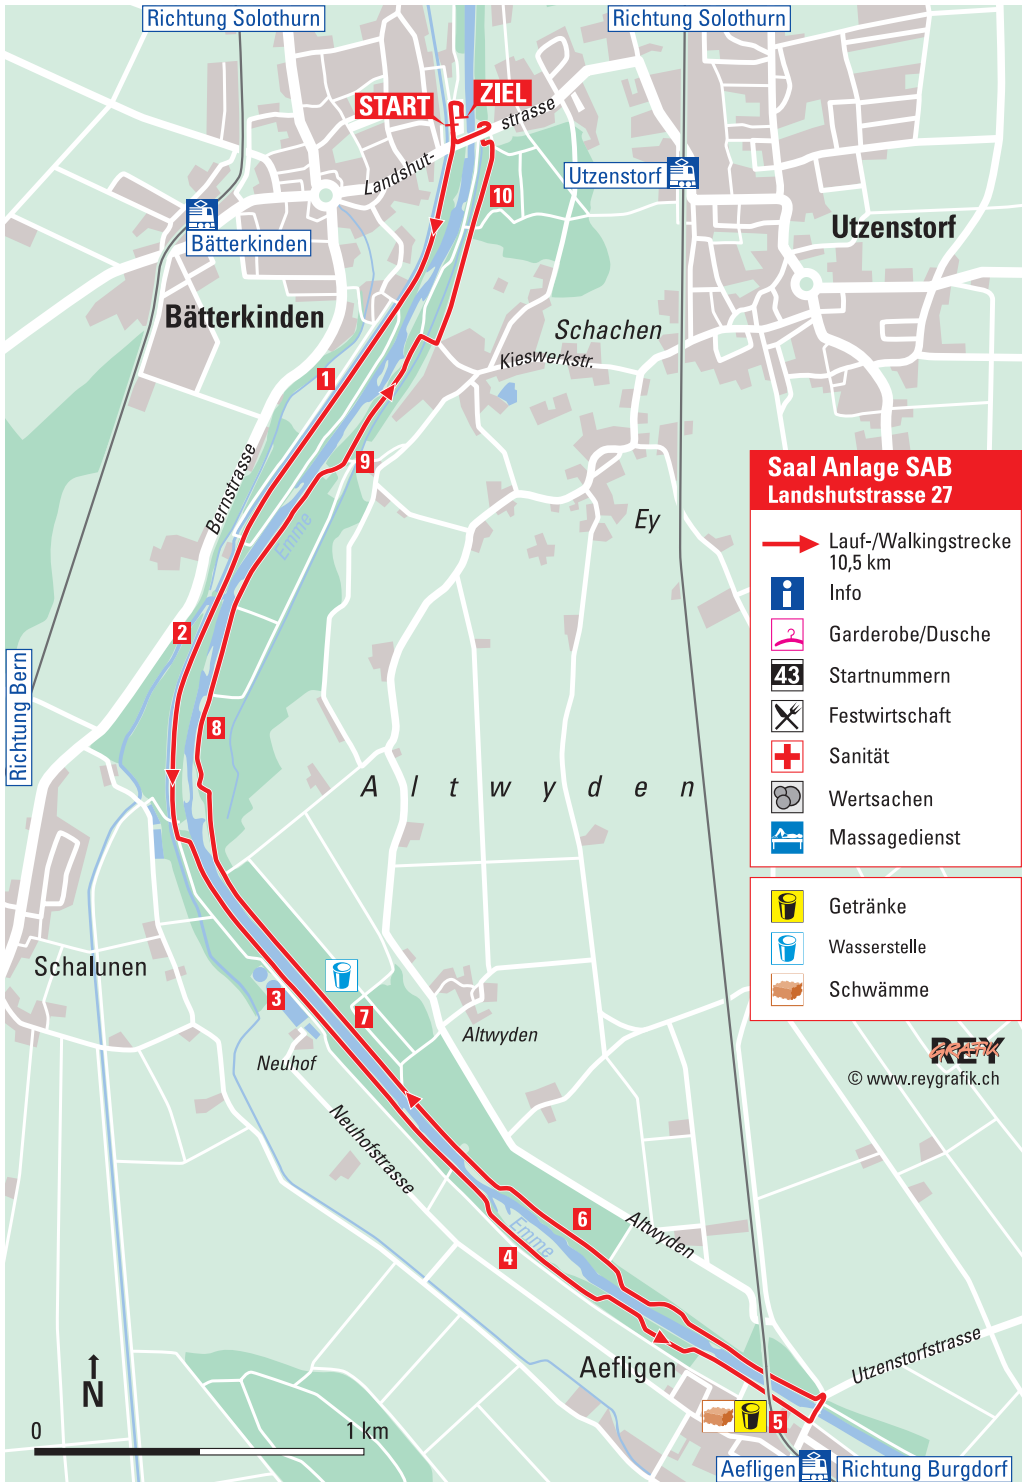 Richtung Solothurn
Richtung Solothurn
START
ZIEL
Landshut-
strasse
Utzenstorf
10
Bätterkinden
Utzenstorf
Bätterkinden
Schachen
Kieswerkstr.
1
9
Bernstrasse
Emme
Ey
Saal Anlage SAB
Landshutstrasse 27
Lauf-/Walkingstrecke
10,5 km
Info
Garderobe/Dusche
43 Startnummern
Festwirtschaft
Sanität
Wertsachen
Massagedienst
Getränke
Wasserstelle
Schwämme
2
Richtung Bern
8
Altwyden
Schalunen
3
7
Neuhof
Altwyden
REY
GRAFIK
© www.reygrafik.ch
Neuhofstrasse
6
Emme
4
Altwyden
Aefligen
Utzenstorfstrasse
N
0 1 km
5
Aefligen
Richtung Burgdorf